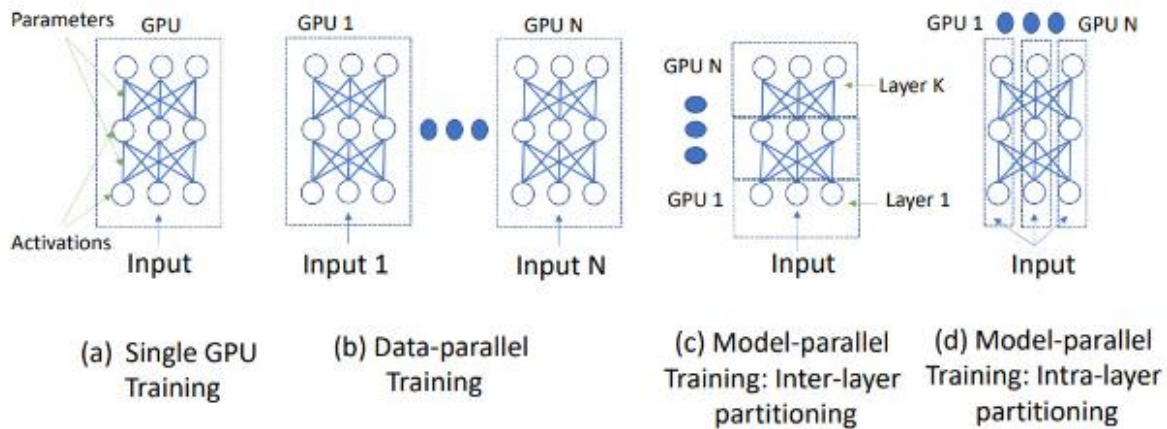 Parameters
GPU
Activations
Input
(a) Single GPU
Training
GPU 1
GPU N
Input 1
Input N
(b) Data-parallel
Training
GPU N
Layer K
GPU 1
Layer 1
Input
(c) Model-parallel
Training: Inter-layer
partitioning
GPU 1
GPU N
Input
(d) Model-parallel
Training: Intra-layer
partitioning